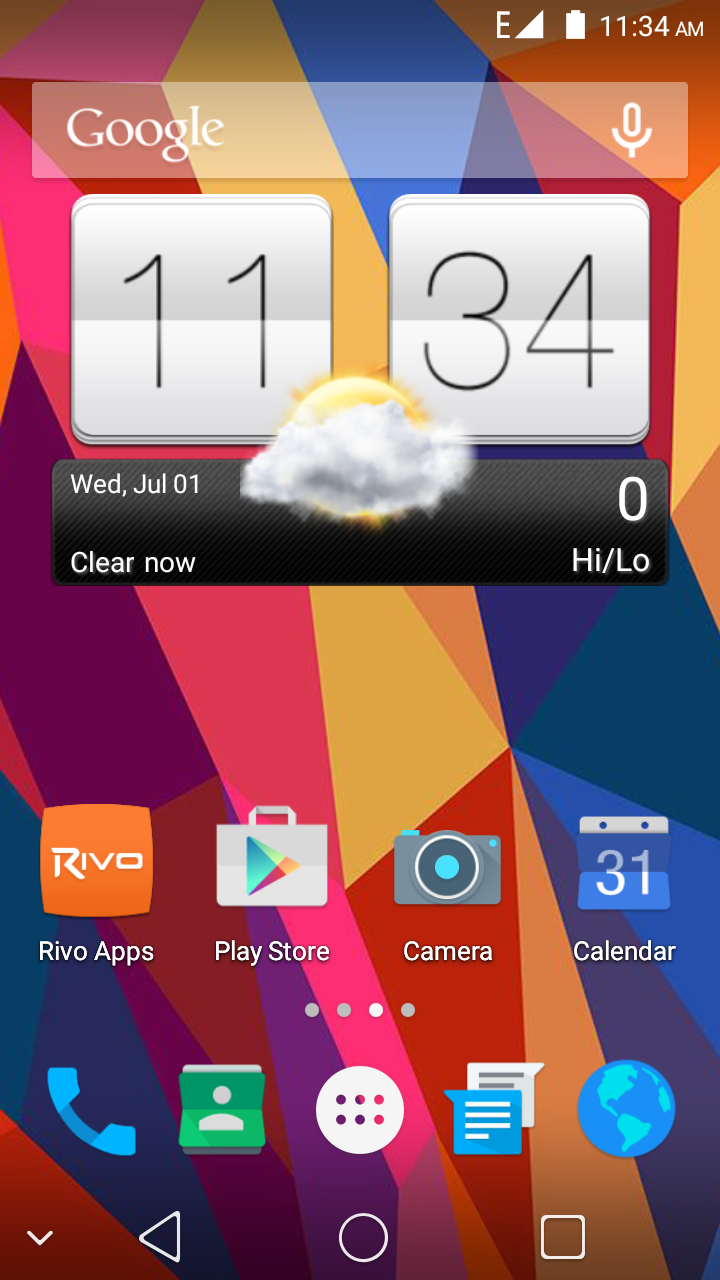 E 11:34 AM
Google
11 34
Wed, Jul 01 0
Clear now Hi/Lo
RIVO 31
Rivo Apps Play Store Camera Calendar